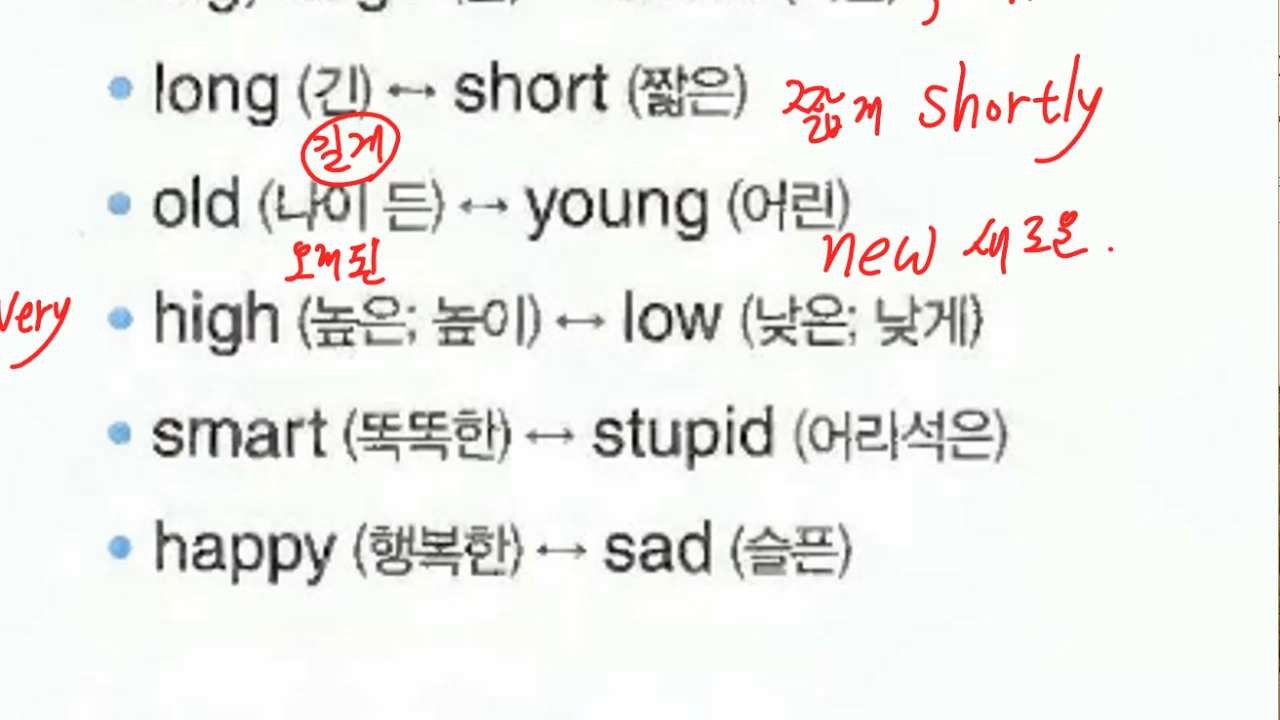 long (긴) ↔ short (짧은) 짧게 shortly
길게
old (나이 든) ↔ young (어린)
오래된 new 새로운.
very high (높은; 높이) ↔ low (낮은; 낮게)
smart (똑똑한) ↔ stupid (어리석은)
happy (행복한) ↔ sad (슬픈)